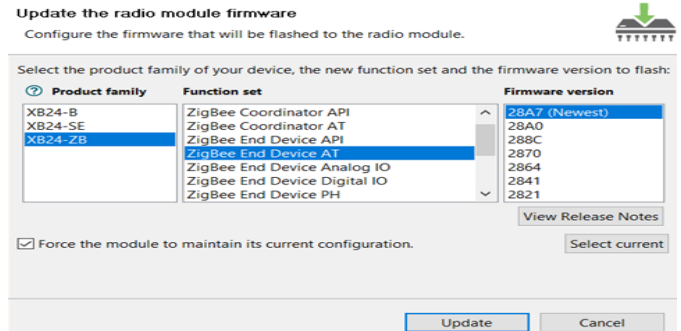 Update the radio module firmware
Configure the firmware that will be flashed to the radio module.
Select the product family of your device, the new function set and the firmware version to flash:
? Product family Function set Firmware version
XB24-B ZigBee Coordinator API 28A7 (Newest)
XB24-SE ZigBee Coordinator AT 28A0
XB24-ZB ZigBee End Device API 288C
ZigBee End Device AT 2870
ZigBee End Device Analog IO 2864
ZigBee End Device Digital IO 2841
ZigBee End Device PH 2821
View Release Notes
Force the module to maintain its current configuration. Select current
Update Cancel